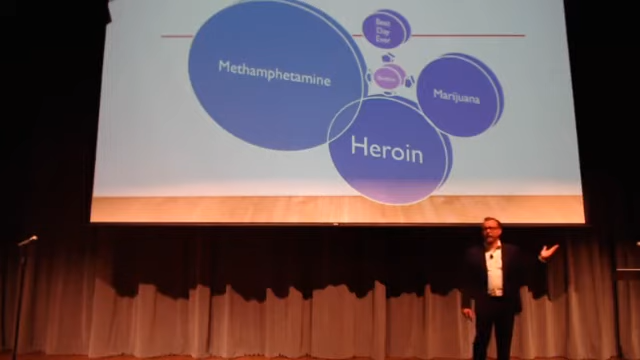 Best
Day
Ever
Methamphetamine
Marijuana
Heroin